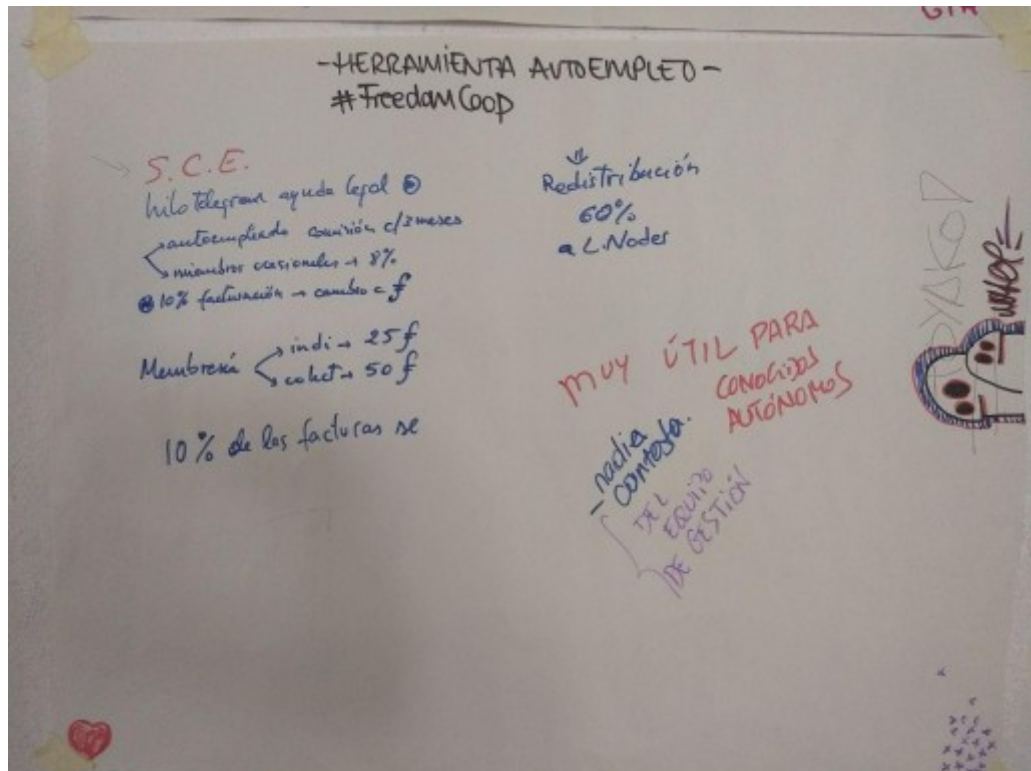 -HERRAMIENTA AUTOEMPLEO-
#FreedomCoop
S.C.E.
hilo telegram ayuda legal
autoempleado comisión c/3 meses
miembros ocasionales → 8%
10% facturación → cambio a f
Membresía
indi → 25 f
colect → 50 f
10% de las facturas se
⇓
Redistribución
60%
a L.Nodes
MUY ÚTIL PARA
CONOCIDOS
AUTÓNOMOS
- nadie
contesta.
DEL
EQUIPO
DE GESTIÓN